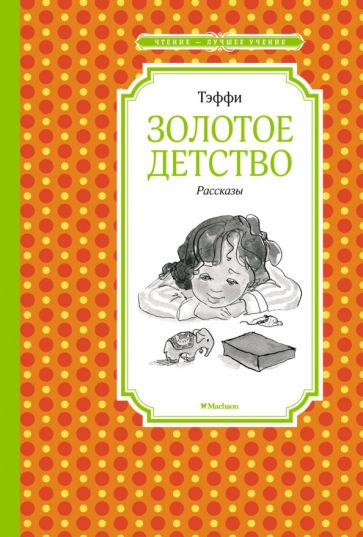 ЧТЕНИЕ – ЛУЧШЕЕ УЧЕНИЕ
Тэффи
ЗОЛОТОЕ
ДЕТСТВО
Рассказы
Machaon